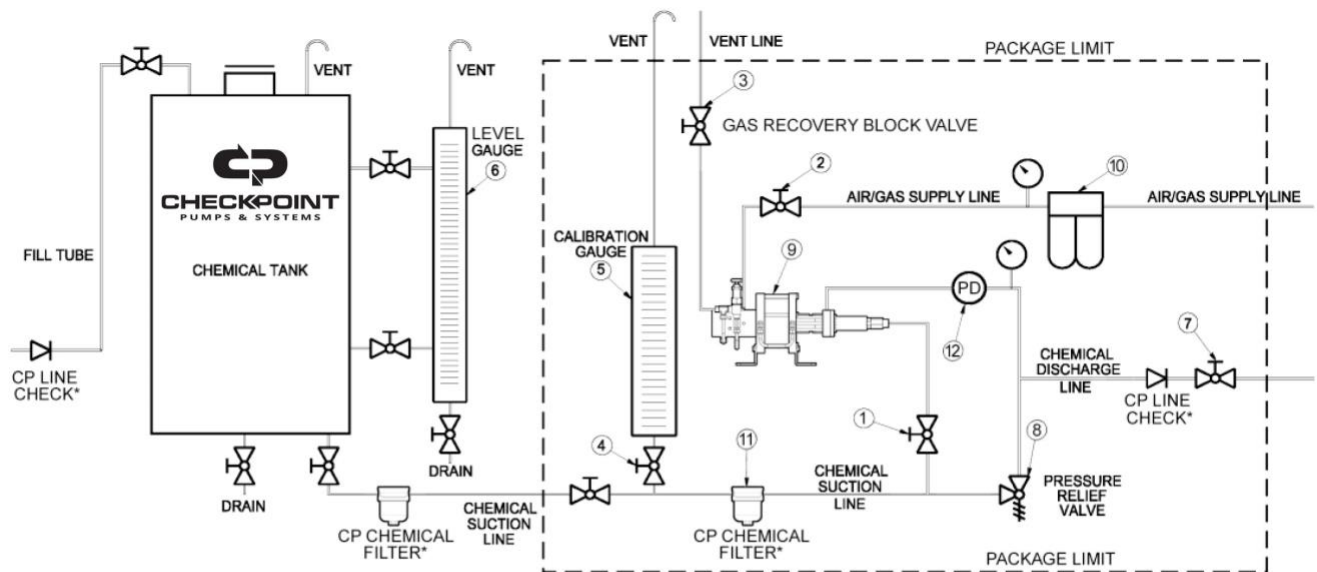 VENT
VENT LINE
PACKAGE LIMIT
VENT
VENT
3
GAS RECOVERY BLOCK VALVE
LEVEL
GAUGE
6
2
10
CHECKPOINT
PUMPS & SYSTEMS
AIR/GAS SUPPLY LINE
AIR/GAS SUPPLY LINE
FILL TUBE
CHEMICAL TANK
CALIBRATION
GAUGE
5
9
PD
12
7
CP LINE
CHECK*
CHEMICAL
DISCHARGE
LINE
CP LINE
CHECK*
1
4
11
8
DRAIN
DRAIN
CHEMICAL
SUCTION
LINE
CP CHEMICAL
FILTER*
CHEMICAL
SUCTION
LINE
CP CHEMICAL
FILTER*
PRESSURE
RELIEF
VALVE
PACKAGE LIMIT